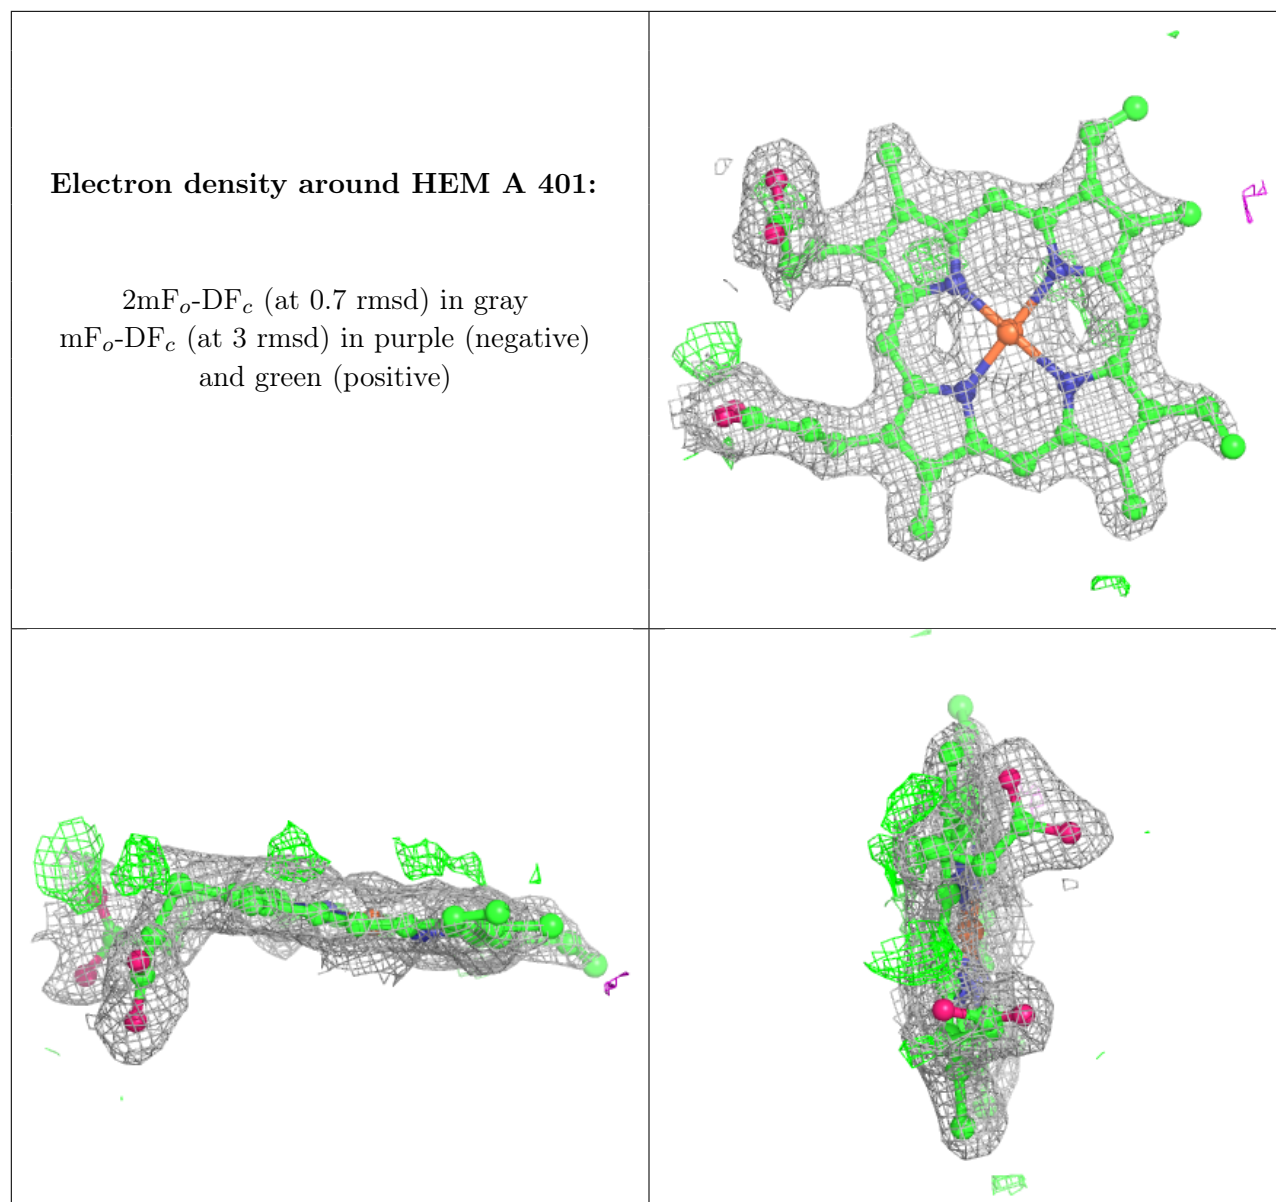 Electron density around HEM A 401:
2mFo-DFc (at 0.7 rmsd) in gray
mFo-DFc (at 3 rmsd) in purple (negative)
and green (positive)